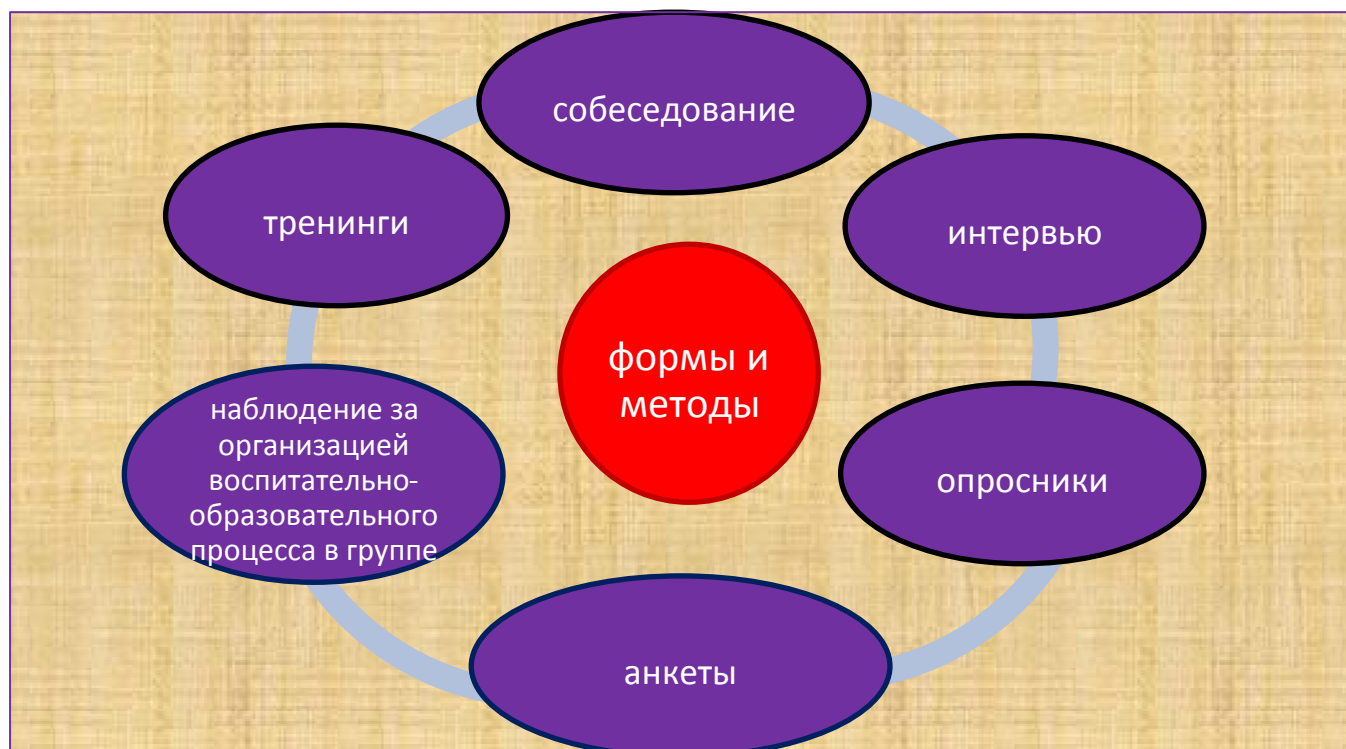 собеседование
тренинги
интервью
формы и
методы
наблюдение за
организацией
воспитательно-
образовательного
процесса в группе
опросники
анкеты